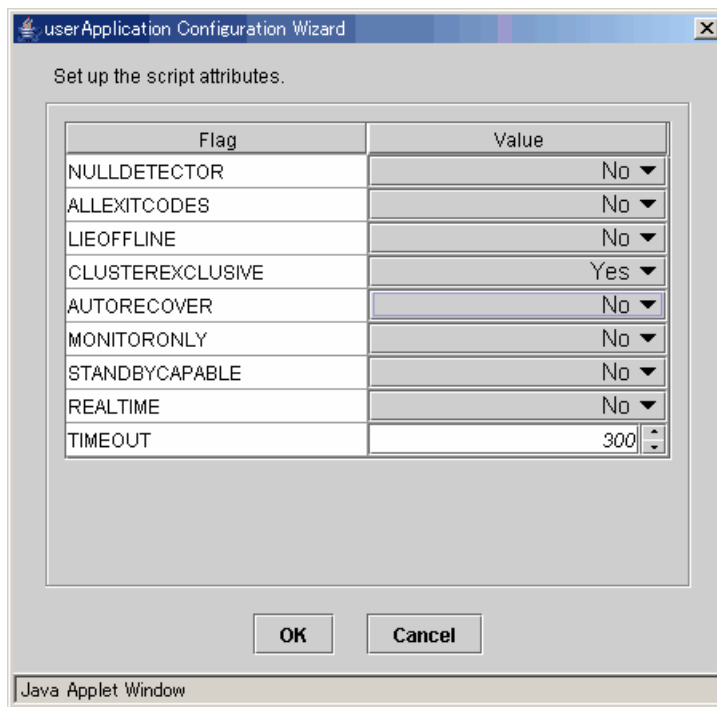 userApplication Configuration Wizard
Set up the script attributes.
Flag Value
NULLDETECTOR No
ALLEXITCODES No
LIEOFFLINE No
CLUSTEREXCLUSIVE Yes
AUTORECOVER No
MONITORONLY No
STANDBYCAPABLE No
REALTIME No
TIMEOUT 300
OK Cancel
Java Applet Window